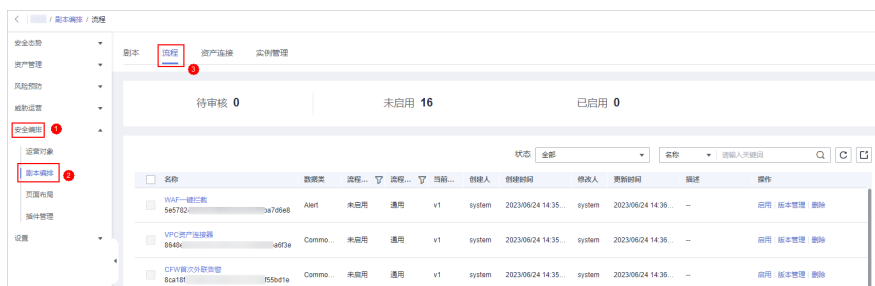 / 剧本编排 / 流程
安全态势
资产管理
风险预防
威胁运营
安全编排 1
运营对象
剧本编排 2
页面布局
插件管理
设置
剧本 流程 资产连接 实例管理
3
待审核 0 未启用 16 已启用 0
状态 全部 名称 请输入关键词
名称 数据类 流程... 流程... 当前... 创建人 创建时间 修改人 更新时间 描述 操作
WAF一键拦截
5e5782 ba7d6e8 Alert 未启用 通用 v1 system 2023/06/24 14:35... system 2023/06/24 14:36... -- 启用 版本管理 删除
VPC资产连接器
8648 a6f3e Commo... 未启用 通用 v1 system 2023/06/24 14:35... system 2023/06/24 14:36... -- 启用 版本管理 删除
CFW首次外联告警
8ca18f f55bd1e Commo... 未启用 通用 v1 system 2023/06/24 14:35... system 2023/06/24 14:36... -- 启用 版本管理 删除